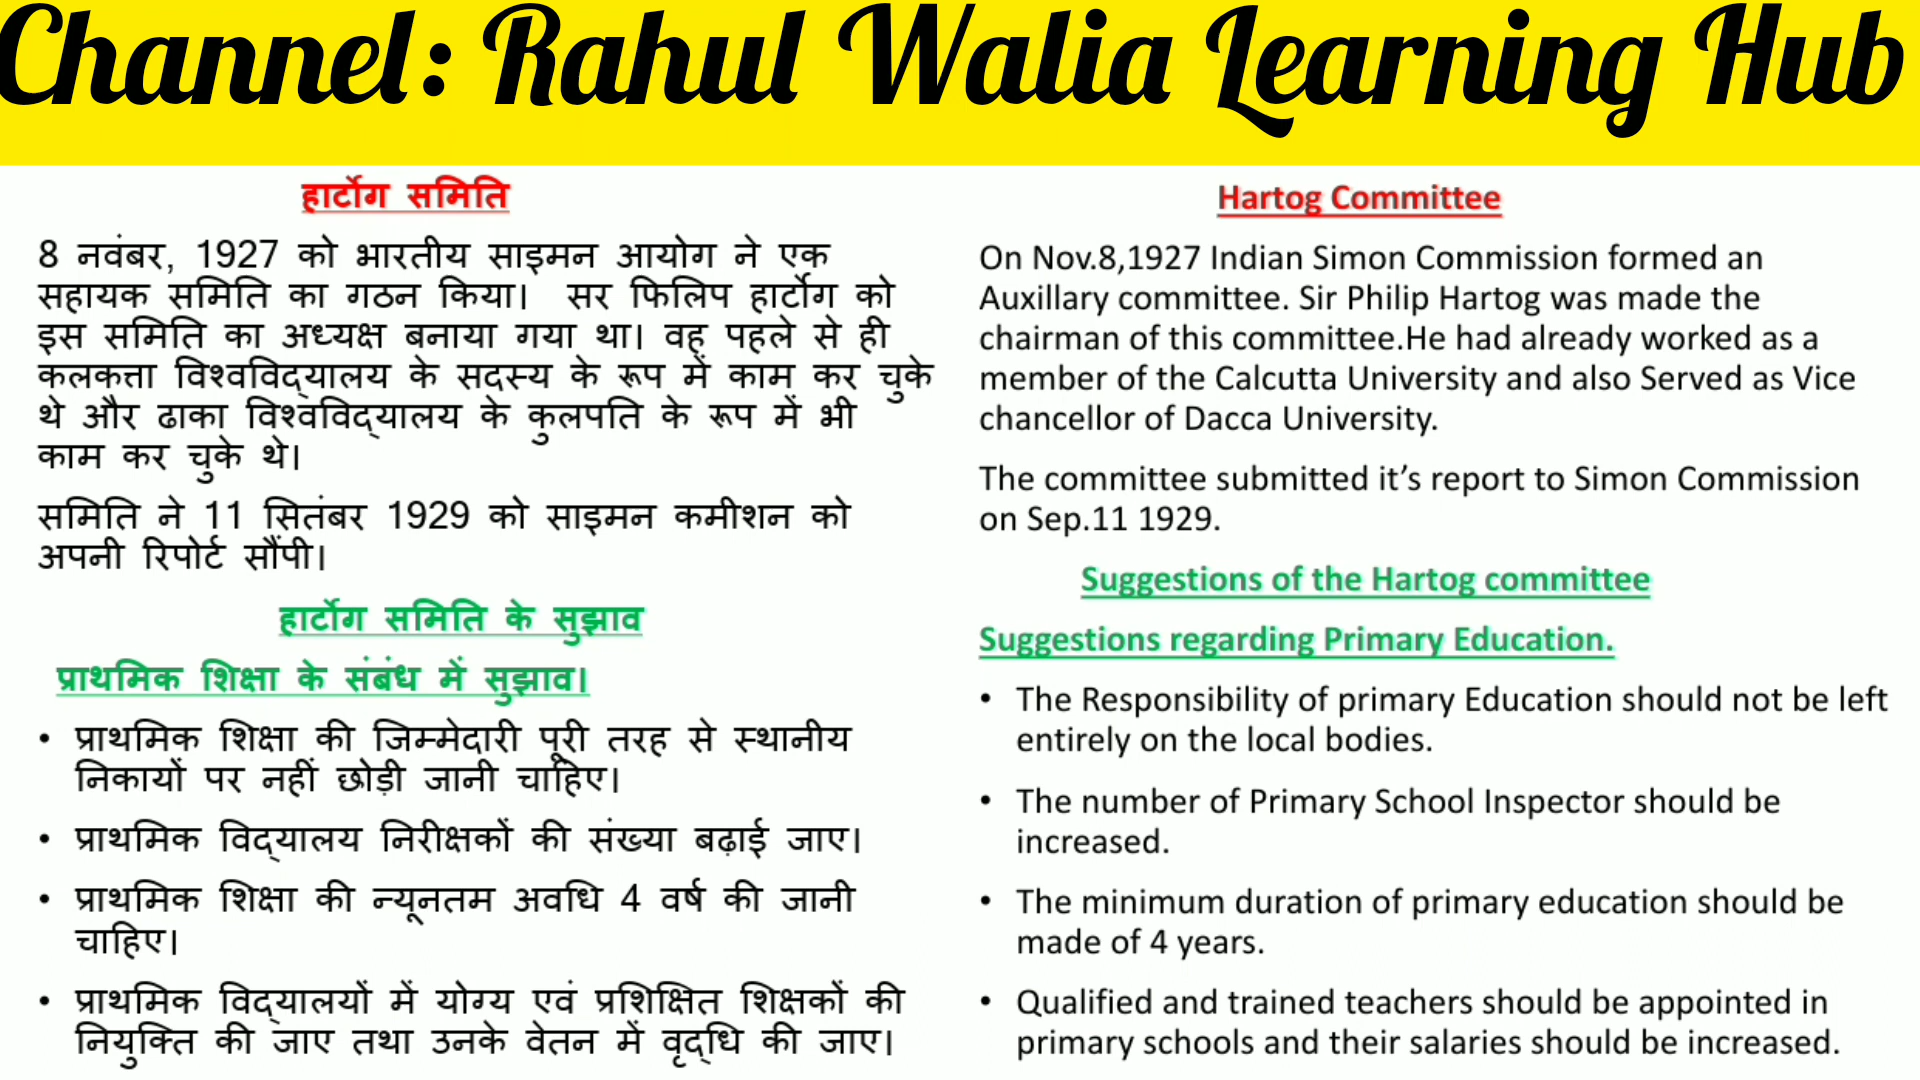 Channel: Rahul Walia Learning Hub
हार्टोग समिति
8 नवंबर, 1927 को भारतीय साइमन आयोग ने एक
सहायक समिति का गठन किया। सर फिलिप हार्टोग को
इस समिति का अध्यक्ष बनाया गया था। वह पहले से ही
कलकत्ता विश्वविद्यालय के सदस्य के रूप में काम कर चुके
थे और ढाका विश्वविद्यालय के कुलपति के रूप में भी
काम कर चुके थे।
समिति ने 11 सितंबर 1929 को साइमन कमीशन को
अपनी रिपोर्ट सौंपी।
हार्टोग समिति के सुझाव
प्राथमिक शिक्षा के संबंध में सुझाव।
• प्राथमिक शिक्षा की जिम्मेदारी पूरी तरह से स्थानीय
निकायों पर नहीं छोड़ी जानी चाहिए।
• प्राथमिक विद्यालय निरीक्षकों की संख्या बढ़ाई जाए।
• प्राथमिक शिक्षा की न्यूनतम अवधि 4 वर्ष की जानी
चाहिए।
• प्राथमिक विद्यालयों में योग्य एवं प्रशिक्षित शिक्षकों की
नियुक्ति की जाए तथा उनके वेतन में वृद्धि की जाए।
Hartog Committee
On Nov.8,1927 Indian Simon Commission formed an
Auxillary committee. Sir Philip Hartog was made the
chairman of this committee.He had already worked as a
member of the Calcutta University and also Served as Vice
chancellor of Dacca University.
The committee submitted it’s report to Simon Commission
on Sep.11 1929.
Suggestions of the Hartog committee
Suggestions regarding Primary Education.
• The Responsibility of primary Education should not be left
entirely on the local bodies.
• The number of Primary School Inspector should be
increased.
• The minimum duration of primary education should be
made of 4 years.
• Qualified and trained teachers should be appointed in
primary schools and their salaries should be increased.